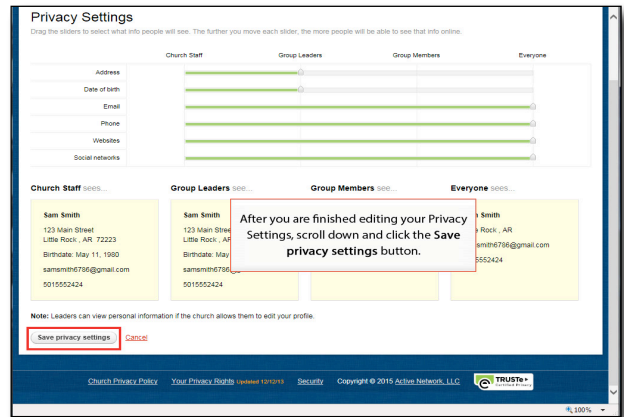 Privacy Settings
Drag the sliders to select what info people will see. The further you move each slider, the more people will be able to see that info online.
Church Staff Group Leaders Group Members Everyone
Address
Date of birth
Email
Phone
Websites
Social networks
Church Staff sees...
Sam Smith
123 Main Street
Little Rock , AR 72223
Birthdate: May 11, 1980
samsmith6786@gmail.com
5015552424
Group Leaders see...
Sam Smith
123 Main Stree
Little Rock , AF
Birthdate: May
samsmith6786@g
5015552424
Group Members see...
Everyone sees...
Smith
Rock , AR
smith6786@gmail.com
5552424
After you are finished editing your Privacy
Settings, scroll down and click the Save
privacy settings button.
Note: Leaders can view personal information if the church allows them to edit your profile.
Save privacy settings Cancel
Church Privacy Policy Your Privacy Rights Updated 12/12/13 Security Copyright © 2015 Active Network, LLC
TRUSTe
Certified Privacy
100%